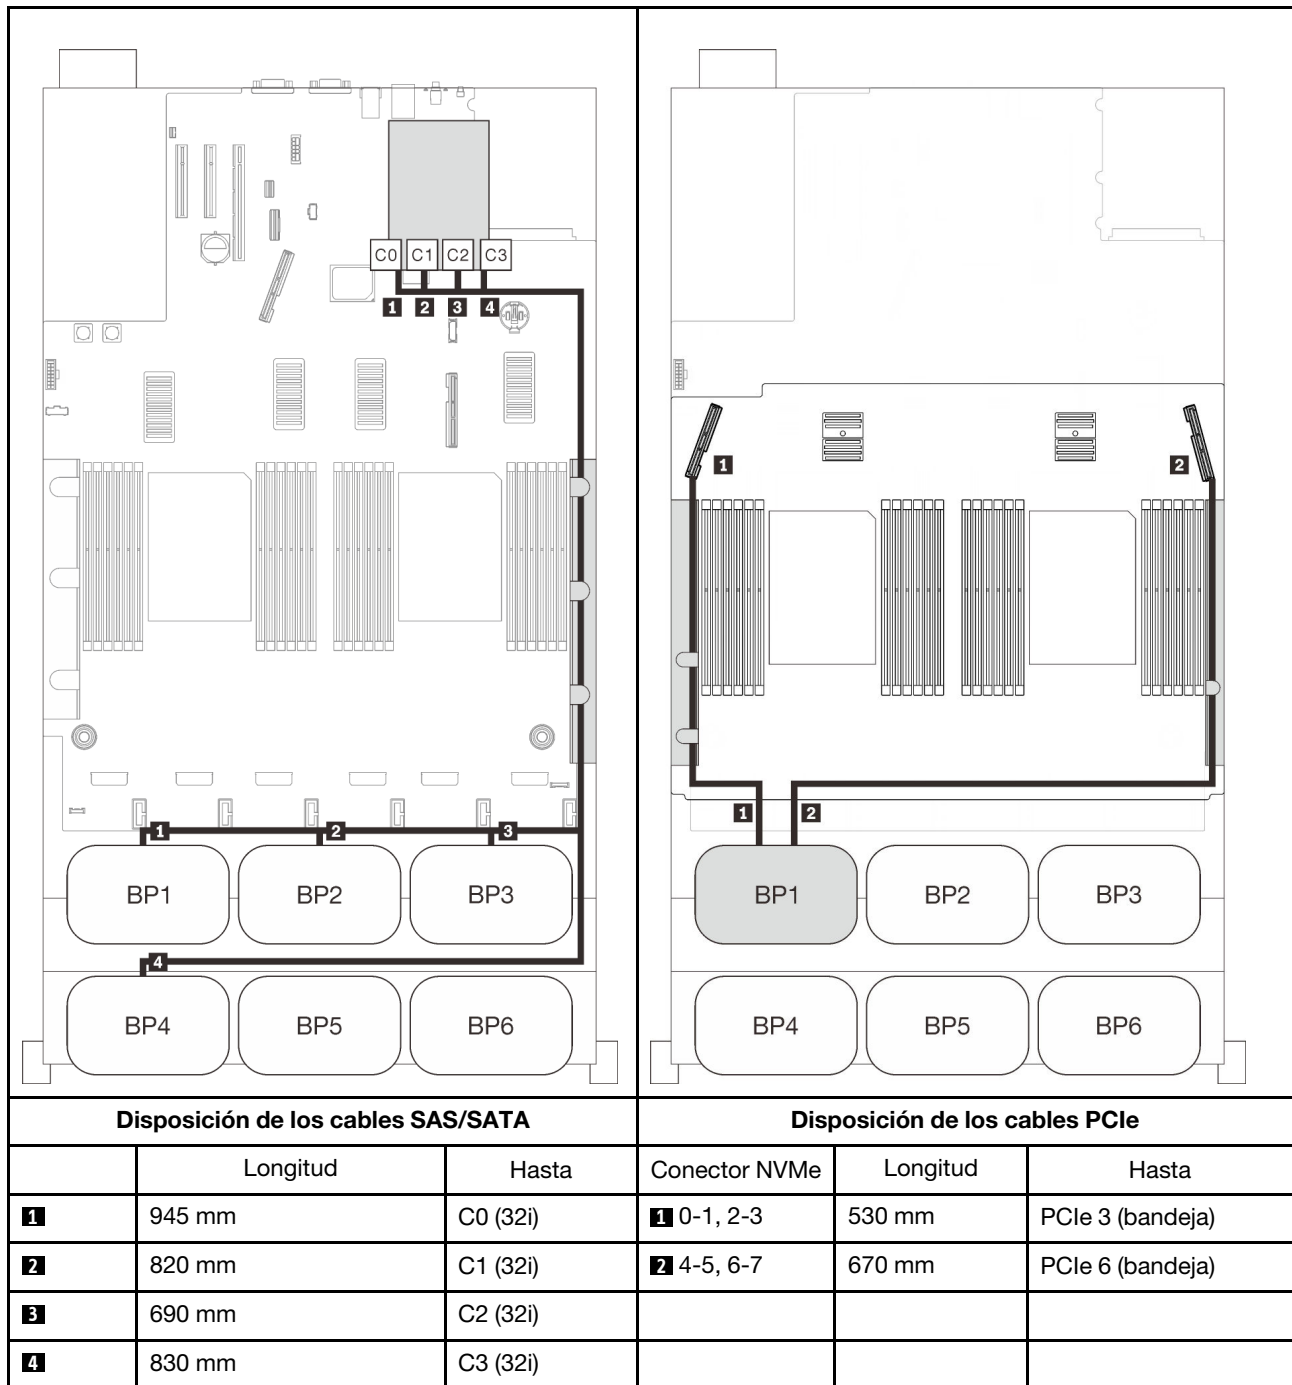 C0 C1 C2 C3
1 2 3 4
1 2 3
BP1 BP2 BP3
4
BP4 BP5 BP6
1 2
1 2
BP1 BP2 BP3
BP4 BP5 BP6
Disposición de los cables SAS/SATA Disposición de los cables PCIe
Longitud Hasta Conector NVMe Longitud Hasta
1 945 mm C0 (32i) 1 0-1, 2-3 530 mm PCIe 3 (bandeja)
2 820 mm C1 (32i) 2 4-5, 6-7 670 mm PCIe 6 (bandeja)
3 690 mm C2 (32i)
4 830 mm C3 (32i)